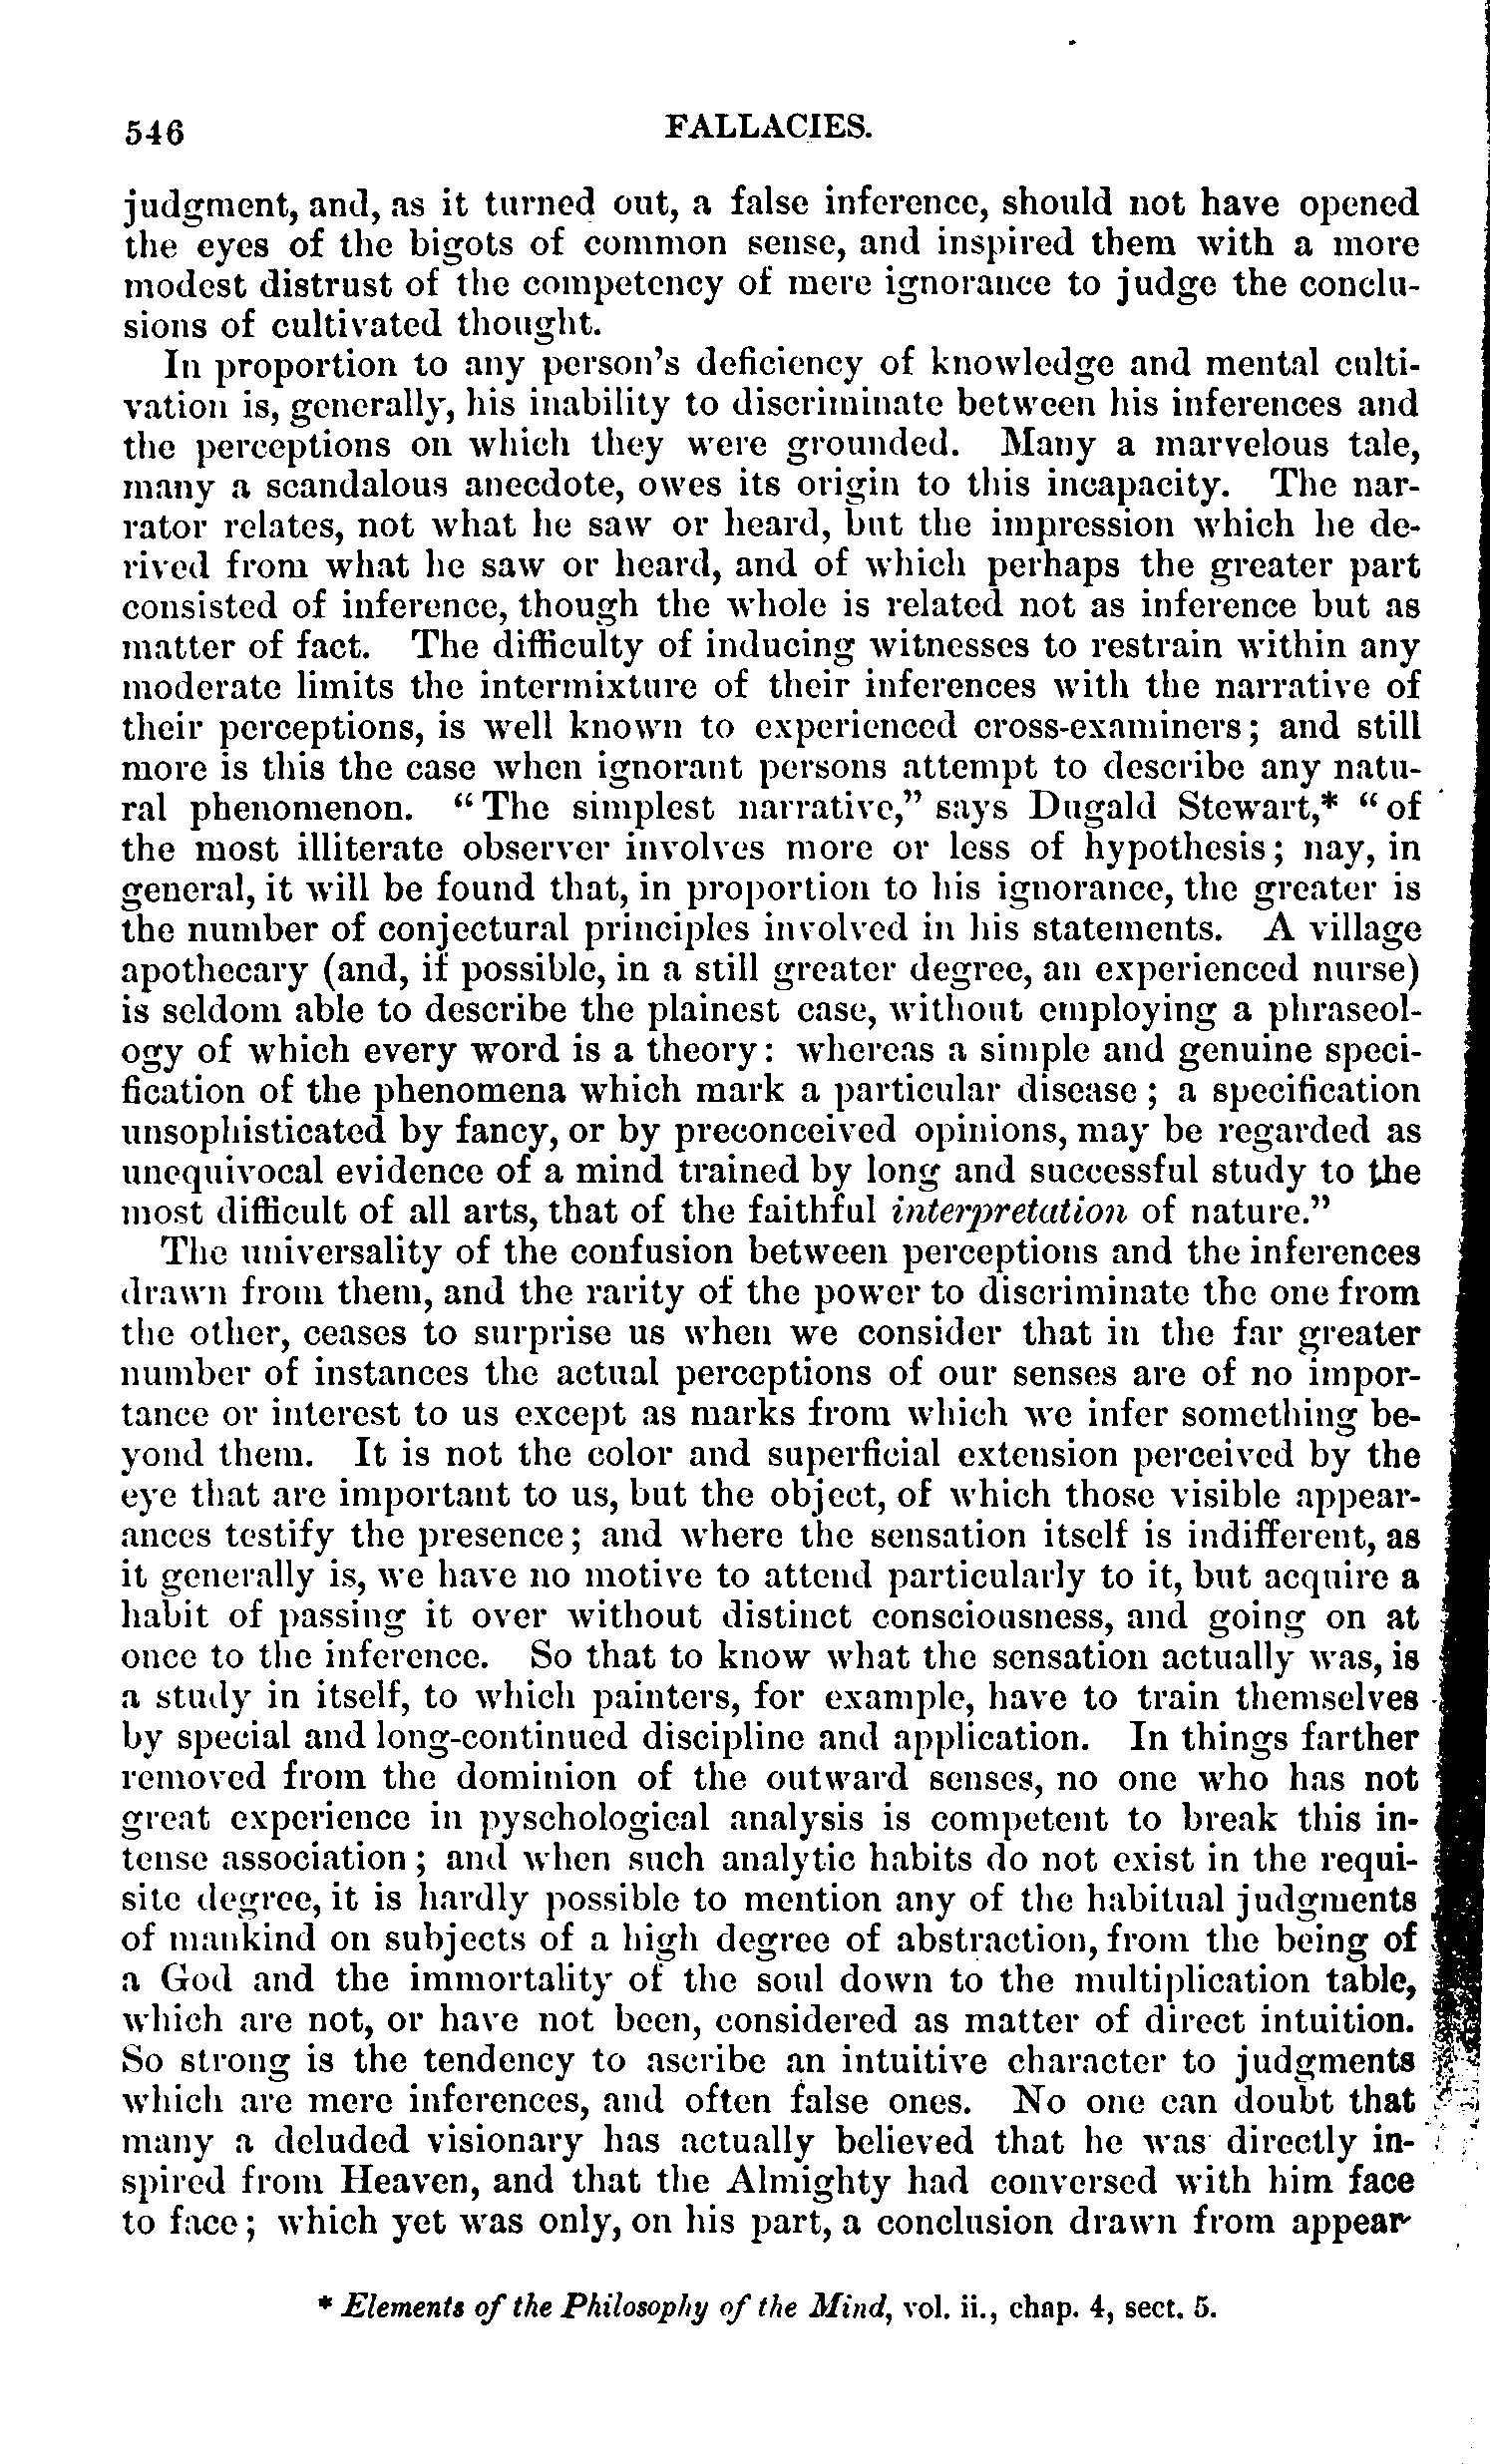 546 FALLACIES.
judgment, and, as it turned out, a false inference, should not have opened
the eyes of the bigots of common sense, and inspired them with a more
modest distrust of the competency of mere ignorance to judge the conclu-
sions of cultivated thought.
In proportion to any person's deficiency of knowledge and mental culti-
vation is, generally, his inability to discriminate between his inferences and
the perceptions on which they were grounded. Many a marvelous tale,
many a scandalous anecdote, owes its origin to this incapacity. The nar-
rator relates, not what he saw or heard, but the impression which he de-
rived from what he saw or heard, and of which perhaps the greater part
consisted of inference, though the whole is related not as inference but as
matter of fact. The difficulty of inducing witnesses to restrain within any
moderate limits the intermixture of their inferences with the narrative of
their perceptions, is well known to experienced cross-examiners; and still
more is this the case when ignorant persons attempt to describe any natu-
ral phenomenon. "The simplest narrative," says Dugald Stewart,* "of
the most illiterate observer involves more or less of hypothesis; nay, in
general, it will be found that, in proportion to his ignorance, the greater is
the number of conjectural principles involved in his statements. A village
apothecary (and, if possible, in a still greater degree, an experienced nurse)
is seldom able to describe the plainest case, without employing a phraseol-
ogy of which every word is a theory: whereas a simple and genuine speci-
fication of the phenomena which mark a particular disease; a specification
unsophisticated by fancy, or by preconceived opinions, may be regarded as
unequivocal evidence of a mind trained by long and successful study to the
most difficult of all arts, that of the faithful interpretation of nature."
The universality of the confusion between perceptions and the inferences
drawn from them, and the rarity of the power to discriminate the one from
the other, ceases to surprise us when we consider that in the far greater
number of instances the actual perceptions of our senses are of no impor-
tance or interest to us except as marks from which we infer something be-
yond them. It is not the color and superficial extension perceived by the
eye that are important to us, but the object, of which those visible appear-
ances testify the presence; and where the sensation itself is indifferent, as
it generally is, we have no motive to attend particularly to it, but acquire a
habit of passing it over without distinct consciousness, and going on at
once to the inference. So that to know what the sensation actually was, is
a study in itself, to which painters, for example, have to train themselves
by special and long-continued discipline and application. In things farther
removed from the dominion of the outward senses, no one who has not
great experience in pyschological analysis is competent to break this in-
tense association; and when such analytic habits do not exist in the requi-
site degree, it is hardly possible to mention any of the habitual judgments
of mankind on subjects of a high degree of abstraction, from the being of
a God and the immortality of the soul down to the multiplication table,
which are not, or have not been, considered as matter of direct intuition.
So strong is the tendency to ascribe an intuitive character to judgments
which are mere inferences, and often false ones. No one can doubt that
many a deluded visionary has actually believed that he was directly in-
spired from Heaven, and that the Almighty had conversed with him face
to face; which yet was only, on his part, a conclusion drawn from appear-
* Elements of the Philosophy of the Mind, vol. ii., chap. 4, sect. 5.